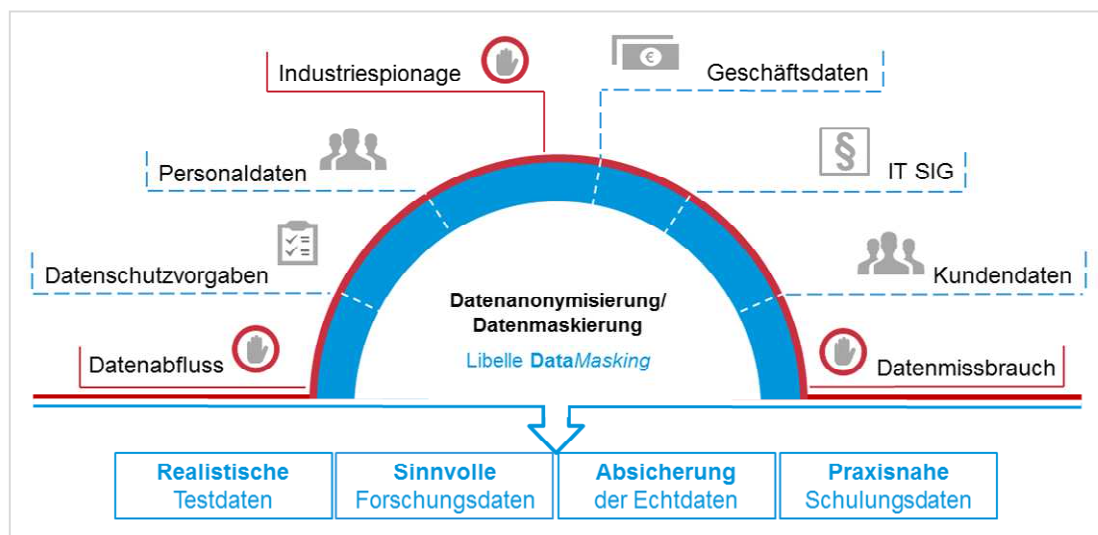 Industriespionage
Geschäftsdaten
Personaldaten
§
IT SIG
Datenschutzvorgaben
€
Kundendaten
Datenanonymisierung/
Datenmaskierung
Libelle DataMasking
Datenabfluss
Datenmissbrauch
Realistische
Testdaten
Sinnvolle
Forschungsdaten
Absicherung
der Echtdaten
Praxisnahe
Schulungsdaten